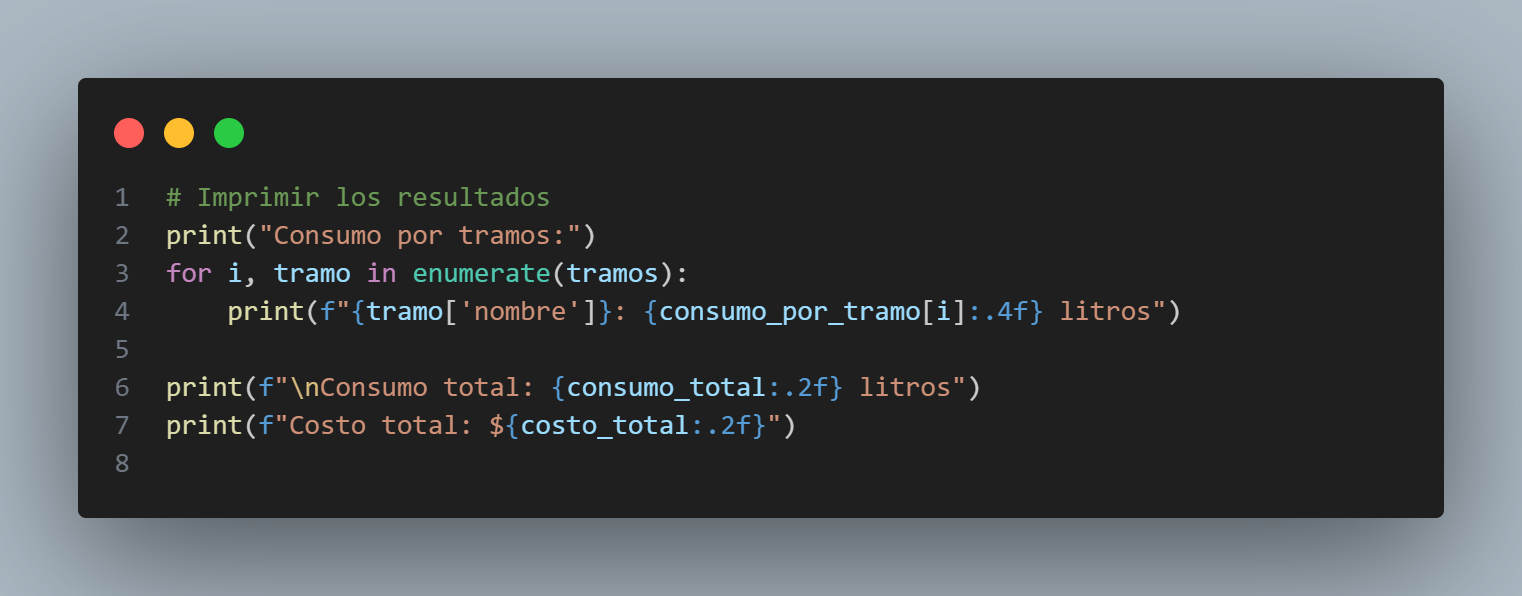 1 # Imprimir los resultados
2 print("Consumo por tramos:")
3 for i, tramo in enumerate(tramos):
4     print(f"{tramo['nombre']}: {consumo_por_tramo[i]:.4f} litros")
5
6 print(f"\nConsumo total: {consumo_total:.2f} litros")
7 print(f"Costo total: ${costo_total:.2f}")
8